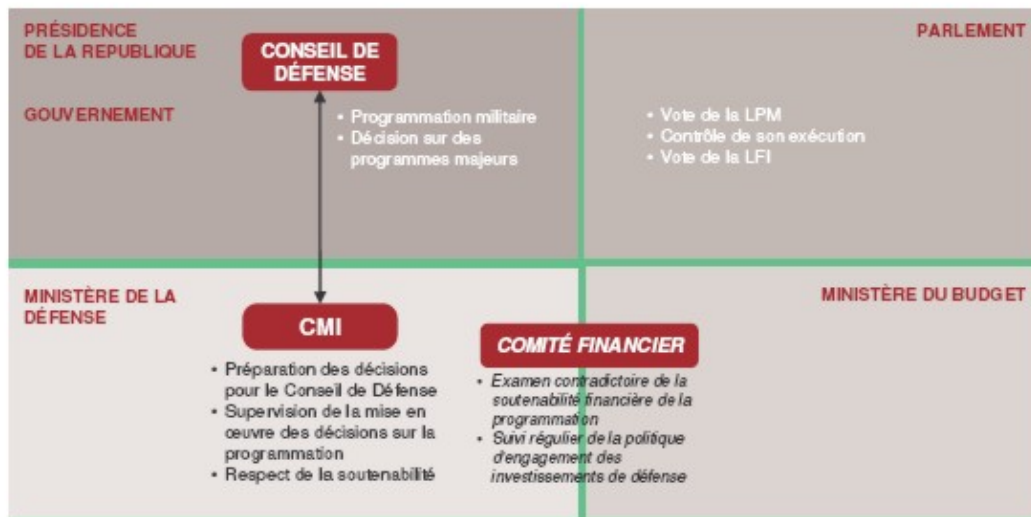 PRÉSIDENCE
DE LA REPUBLIQUE
GOUVERNEMENT
CONSEIL DE
DÉFENSE
• Programmation militaire
• Décision sur des
programmes majeurs
PARLEMENT
• Vote de la LPM
• Contrôle de son exécution
• Vote de la LFI
MINISTÈRE DE LA
DÉFENSE
CMI
• Préparation des décisions
pour le Conseil de Défense
• Supervision de la mise en
œuvre des décisions sur la
programmation
• Respect de la soutenabilité
COMITÉ FINANCIER
• Examen contradictoire de la
soutenabilité financière de la
programmation
• Suivi régulier de la politique
d'engagement des
investissements de défense
MINISTÈRE DU BUDGET